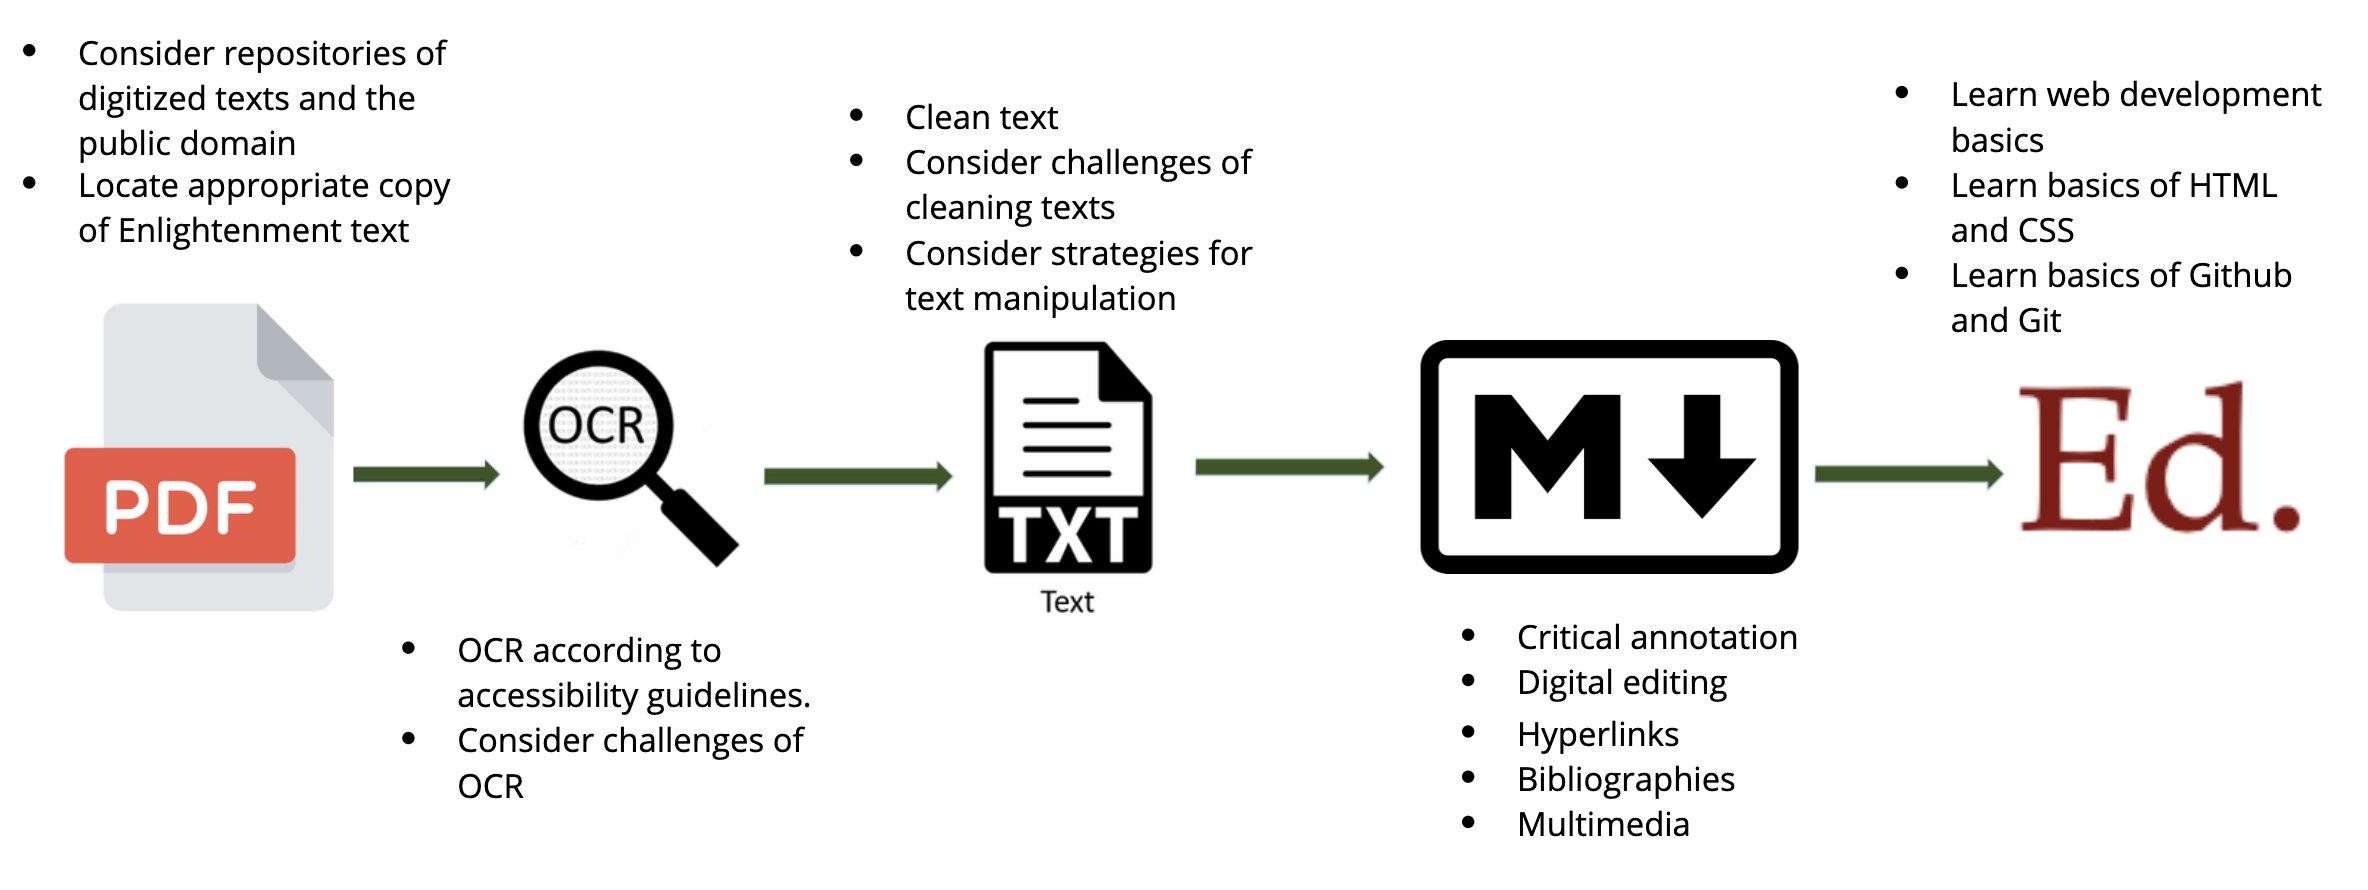 Consider repositories of
digitized texts and the
public domain
Locate appropriate copy
of Enlightenment text
PDF
OCR
OCR according to
accessibility guidelines.
Consider challenges of
OCR
Clean text
Consider challenges of
cleaning texts
Consider strategies for
text manipulation
TXT
Text
M
Critical annotation
Digital editing
Hyperlinks
Bibliographies
Multimedia
Learn web development
basics
Learn basics of HTML
and CSS
Learn basics of Github
and Git
Ed.